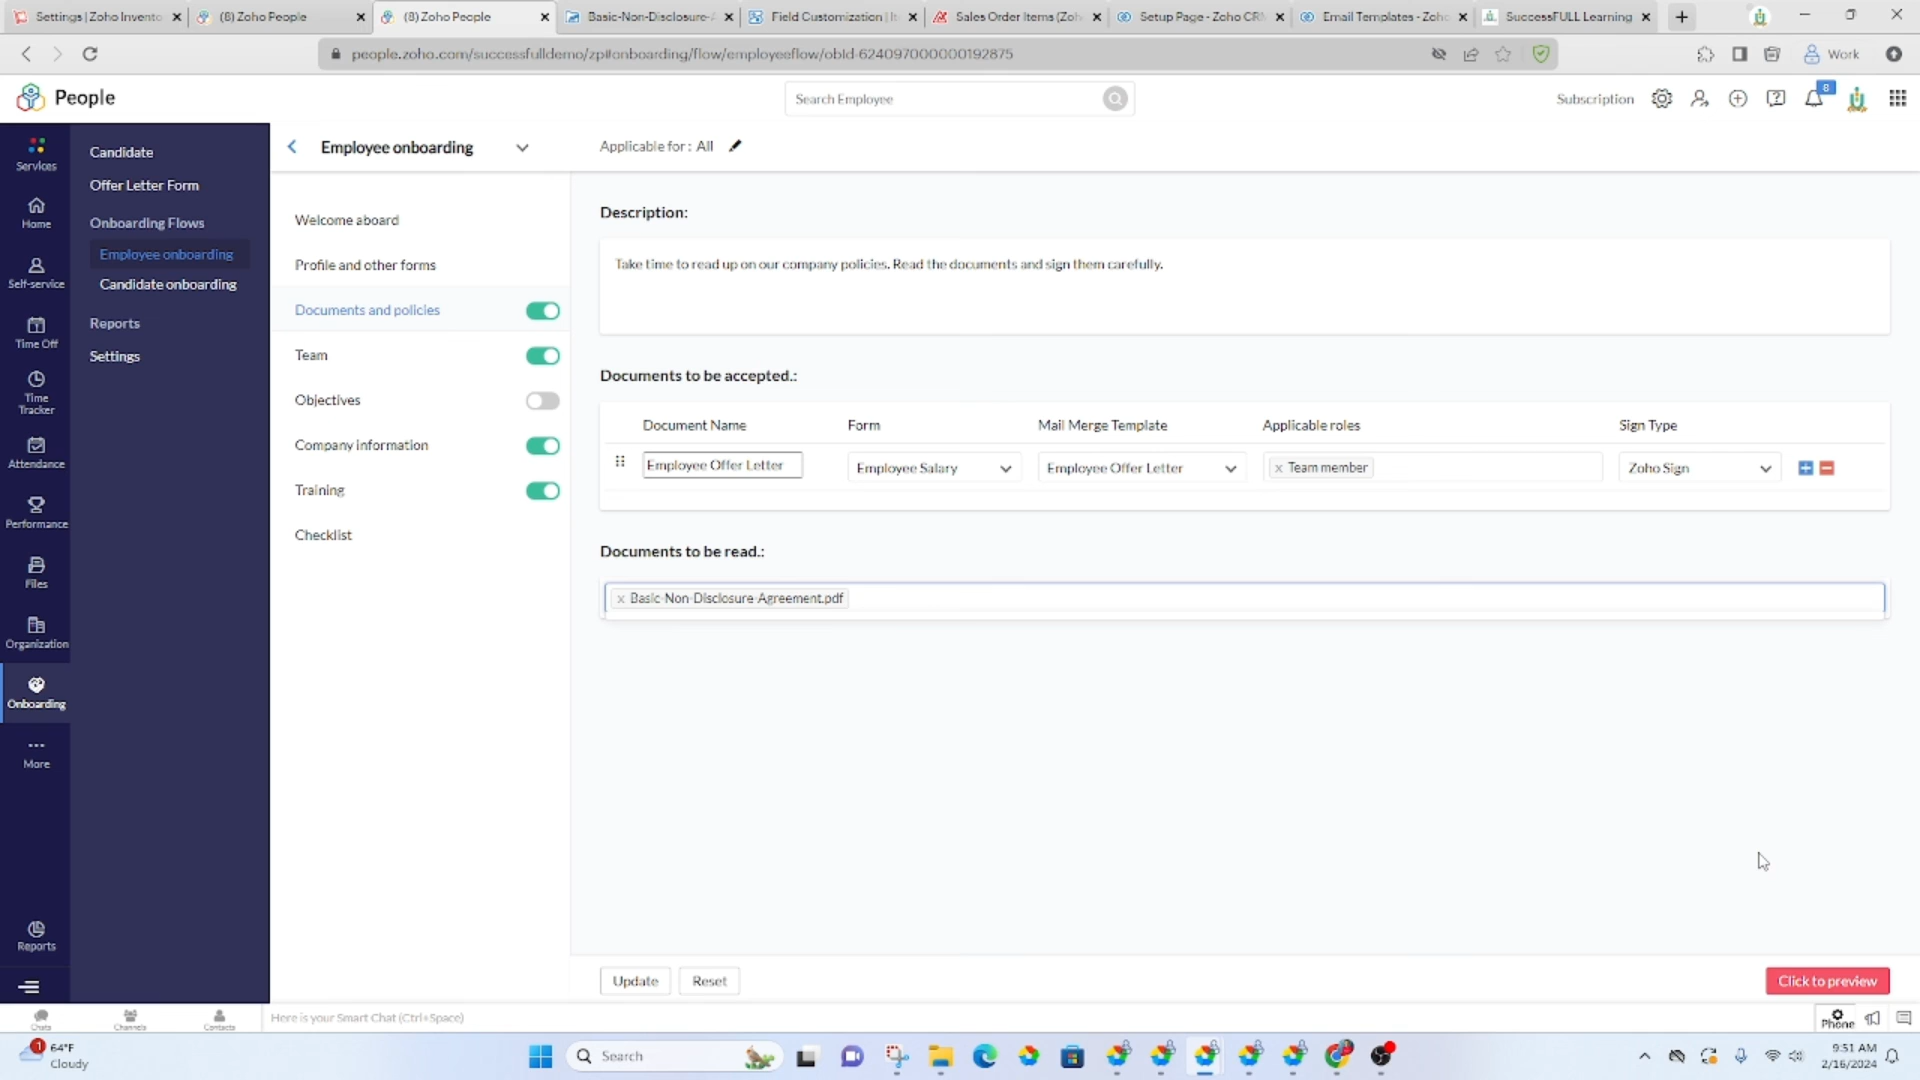 Settings | Zoho Invento
(8) Zoho People
(8) Zoho People
Basic-Non-Disclosure-A
Field Customization | It
Sales Order Items (Zoh
Setup Page - Zoho CR
Email Templates - Zoho
SuccessFULL Learning
people.zoho.com/successfulldemo/zp#onboarding/flow/employeeflow/obId-624097000000192875
Work
People
Search Employee
Subscription
8
Services
Home
Self-service
Time Off
Time
Tracker
Attendance
Performance
Files
Organization
Onboarding
More
Reports
Candidate
Offer Letter Form
Onboarding Flows
Employee onboarding
Candidate onboarding
Reports
Settings
Employee onboarding
Applicable for : All
Welcome aboard
Profile and other forms
Documents and policies
Team
Objectives
Company information
Training
Checklist
Description:
Take time to read up on our company policies. Read the documents and sign them carefully.
Documents to be accepted.:
Document Name Form Mail Merge Template Applicable roles Sign Type
Employee Offer Letter Employee Salary Employee Offer Letter × Team member Zoho Sign
Documents to be read.:
× Basic-Non-Disclosure-Agreement.pdf
Update Reset Click to preview
Chats Channels Contacts Here is your Smart Chat (Ctrl+Space) Phone
1
64°F
Cloudy
Search
9:51 AM
2/16/2024